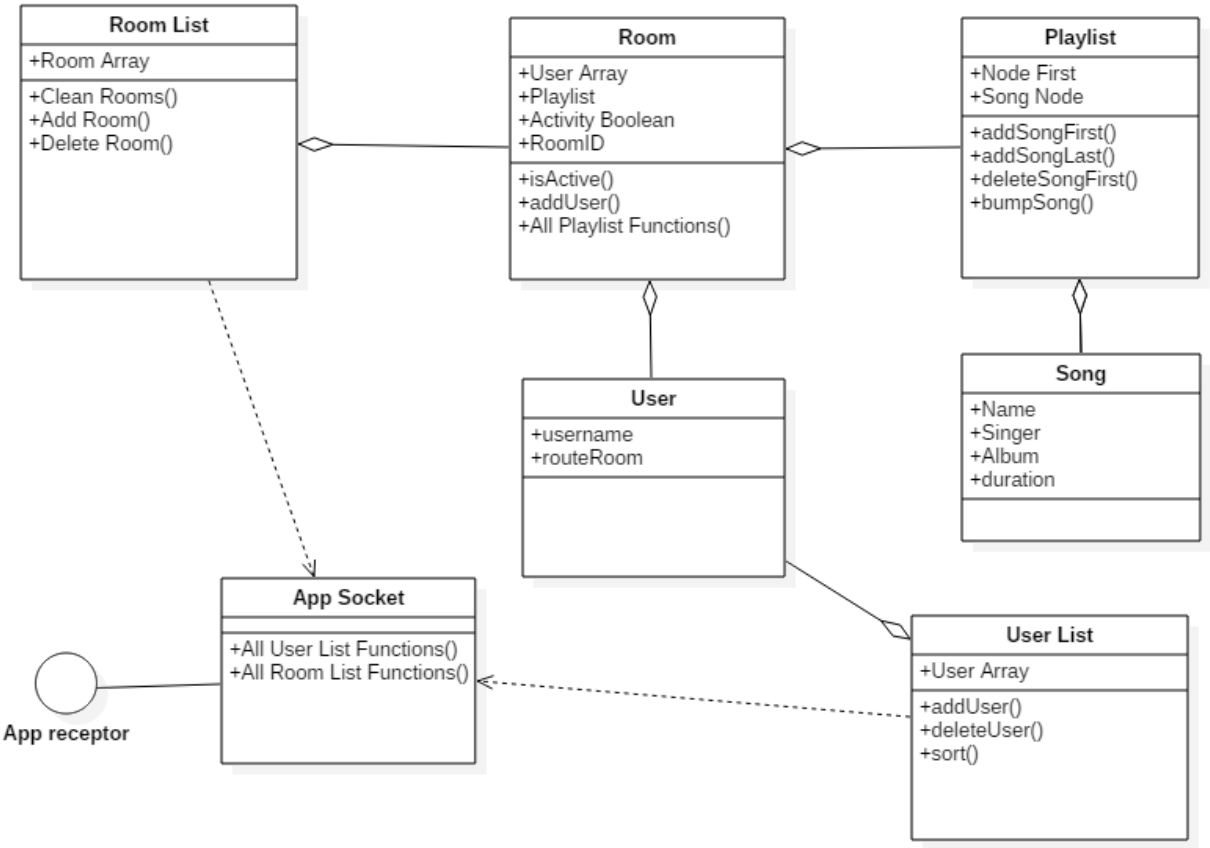 Room List
+Room Array
+Clean Rooms()
+Add Room()
+Delete Room()
Room
+User Array
+Playlist
+Activity Boolean
+RoomID
+isActive()
+addUser()
+All Playlist Functions()
Playlist
+Node First
+Song Node
+addSongFirst()
+addSongLast()
+deleteSongFirst()
+bumpSong()
User
+username
+routeRoom
Song
+Name
+Singer
+Album
+duration
App Socket
+All User List Functions()
+All Room List Functions()
App receptor
User List
+User Array
+addUser()
+deleteUser()
+sort()